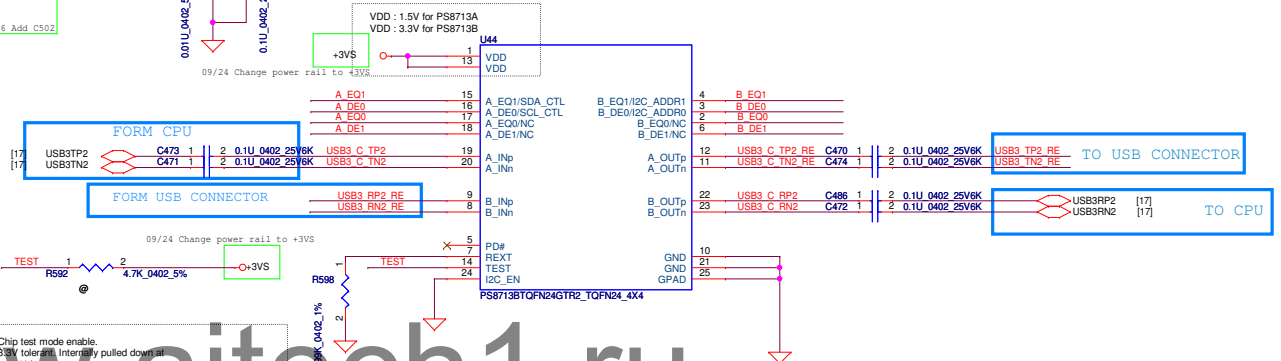 6 Add C502
0.01U_0402_
0.1U_0402_
VDD : 1.5V for PS8713A
VDD : 3.3V for PS8713B
+3VS
09/24 Change power rail to +3VS
U44
1 VDD
13 VDD
A_EQ1 15 A_EQ1/SDA_CTL
A_DE0 16 A_DE0/SCL_CTL
A_EQ0 17 A_EQ0/NC
A_DE1 18 A_DE1/NC
B_EQ1/I2C_ADDR1 4 B_EQ1
B_DE0/I2C_ADDR0 3 B_DE0
B_EQ0/NC 2 B_EQ0
B_DE1/NC 6 B_DE1
FORM CPU
[17] USB3TP2 C473 1 2 0.1U_0402_25V6K USB3_C_TP2 19 A_INp
[17] USB3TN2 C471 1 2 0.1U_0402_25V6K USB3_C_TN2 20 A_INn
A_OUTp 12 USB3_C_TP2_RE C470 1 2 0.1U_0402_25V6K USB3_TP2_RE
A_OUTn 11 USB3_C_TN2_RE C474 1 2 0.1U_0402_25V6K USB3_TN2_RE
TO USB CONNECTOR
FORM USB CONNECTOR
USB3_RP2_RE 9 B_INp
USB3_RN2_RE 8 B_INn
B_OUTp 22 USB3_C_RP2 C486 1 2 0.1U_0402_25V6K USB3RP2 [17]
B_OUTn 23 USB3_C_RN2 C472 1 2 0.1U_0402_25V6K USB3RN2 [17]
TO CPU
09/24 Change power rail to +3VS
TEST 1 2 +3VS
R592 4.7K_0402_5%
@
5 PD#
7 REXT
TEST 14 TEST
24 I2C_EN
GND 10
GND 21
GPAD 25
R598 1 2
9K_0402_1%
PS8713BTQFN24GTR2_TQFN24_4X4
Chip test mode enable.
3.3V tolerant. Internally pulled down at